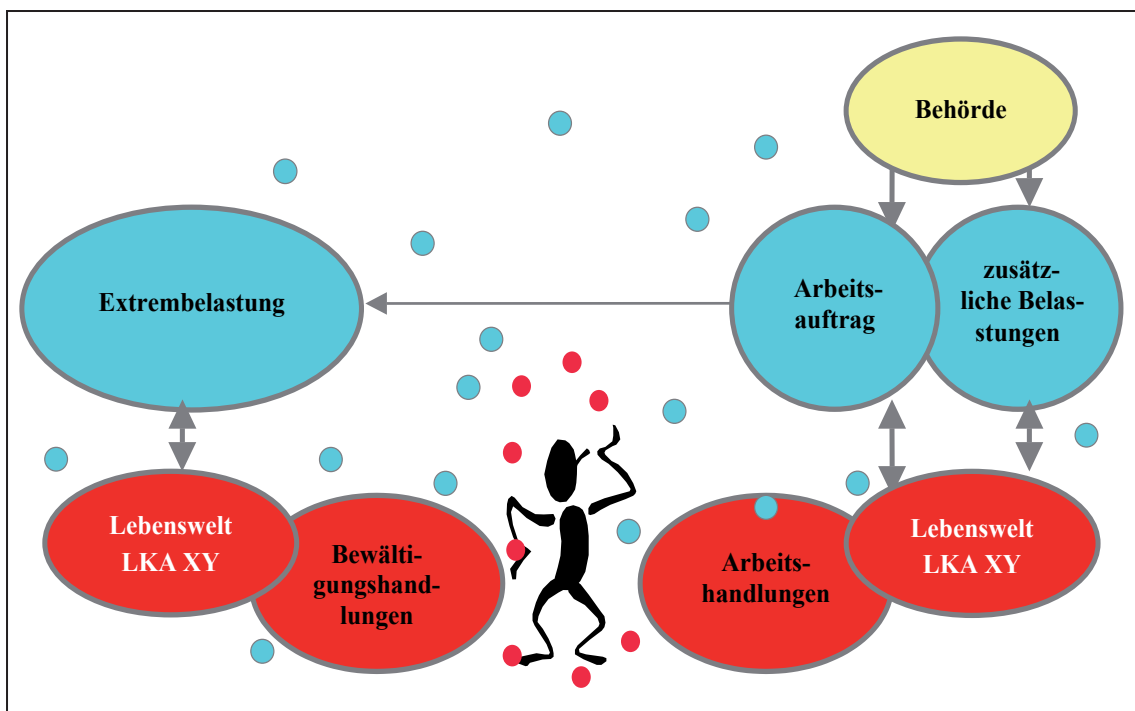 Behörde
Extrembelastung
Arbeits-
auftrag
zusätz-
liche Belas-
stungen
Lebenswelt
LKA XY
Bewälti-
gungshand-
lungen
Arbeits-
handlungen
Lebenswelt
LKA XY